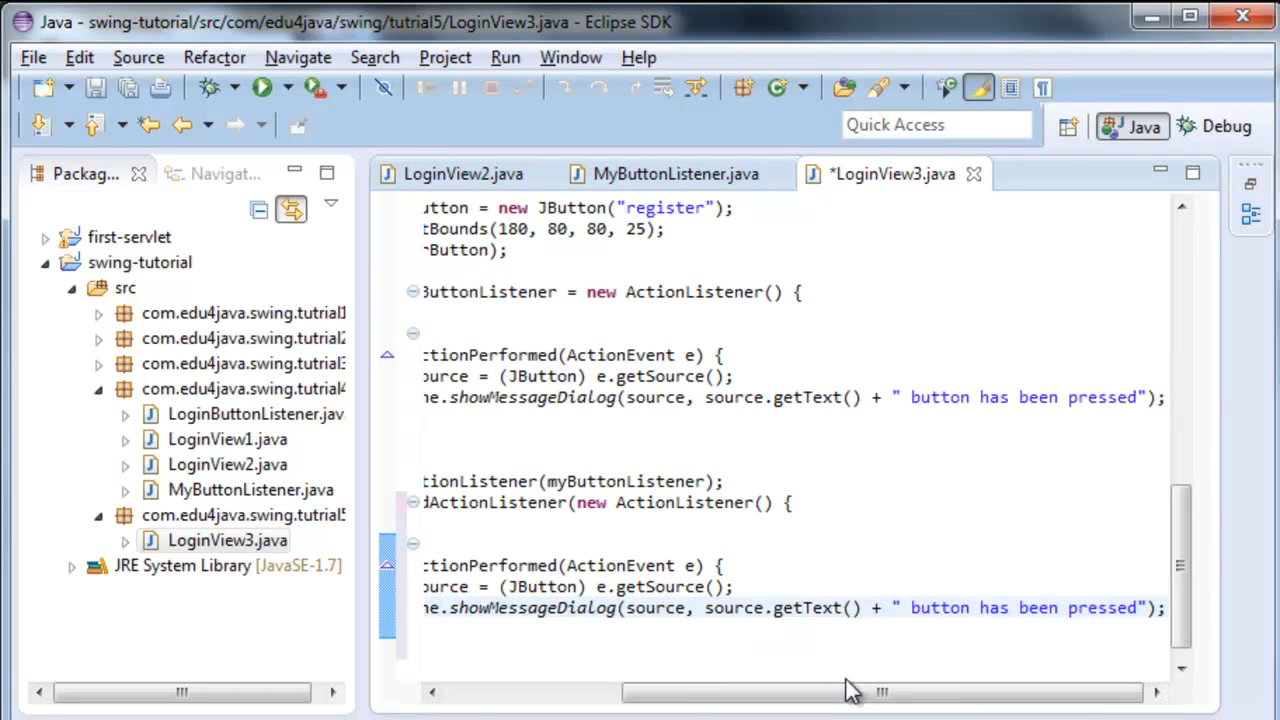 Java - swing-tutorial/src/com/edu4java/swing/tutrial5/LoginView3.java - Eclipse SDK
File Edit Source Refactor Navigate Search Project Run Window Help
Quick Access
Java
Debug
Packag...
Navigat...
LoginView2.java
MyButtonListener.java
*LoginView3.java
first-servlet
swing-tutorial
src
com.edu4java.swing.tutrial1
com.edu4java.swing.tutrial2
com.edu4java.swing.tutrial3
com.edu4java.swing.tutrial4
LoginButtonListener.jav
LoginView1.java
LoginView2.java
MyButtonListener.java
com.edu4java.swing.tutrial5
LoginView3.java
JRE System Library [JavaSE-1.7]
utton = new JButton("register");
tBounds(180, 80, 80, 25);
rButton);
ButtonListener = new ActionListener() {
ctionPerformed(ActionEvent e) {
ource = (JButton) e.getSource();
ne.showMessageDialog(source, source.getText() + " button has been pressed");
tionListener(myButtonListener);
dActionListener(new ActionListener() {
ctionPerformed(ActionEvent e) {
ource = (JButton) e.getSource();
ne.showMessageDialog(source, source.getText() + " button has been pressed");